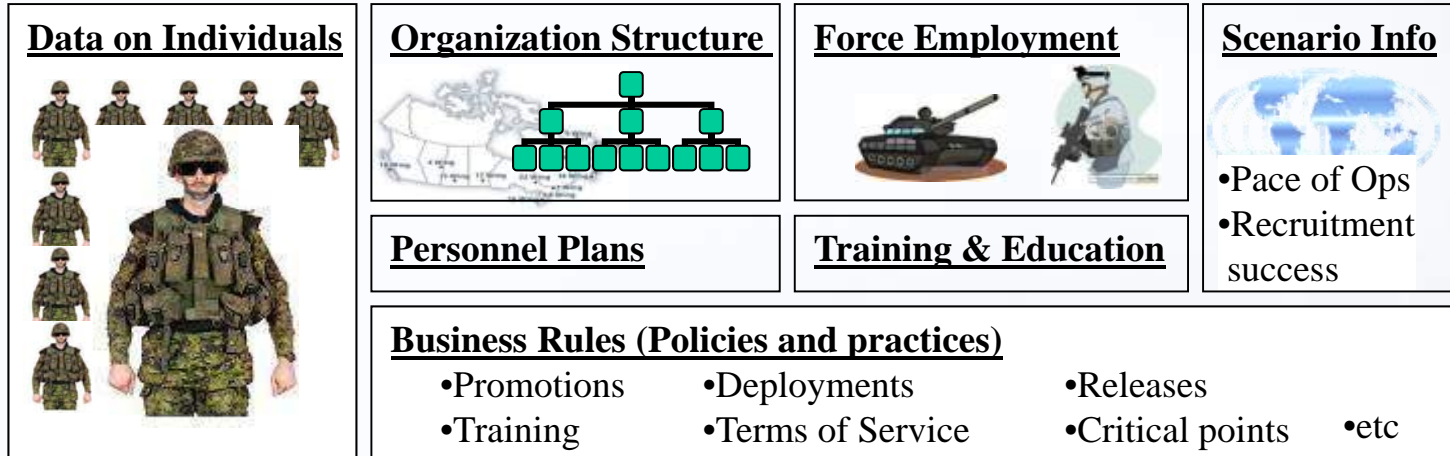 Data on Individuals
Organization Structure
Force Employment
Scenario Info
•Pace of Ops
•Recruitment
success
Personnel Plans
Training & Education
Business Rules (Policies and practices)
•Promotions •Deployments •Releases
•Training •Terms of Service •Critical points •etc